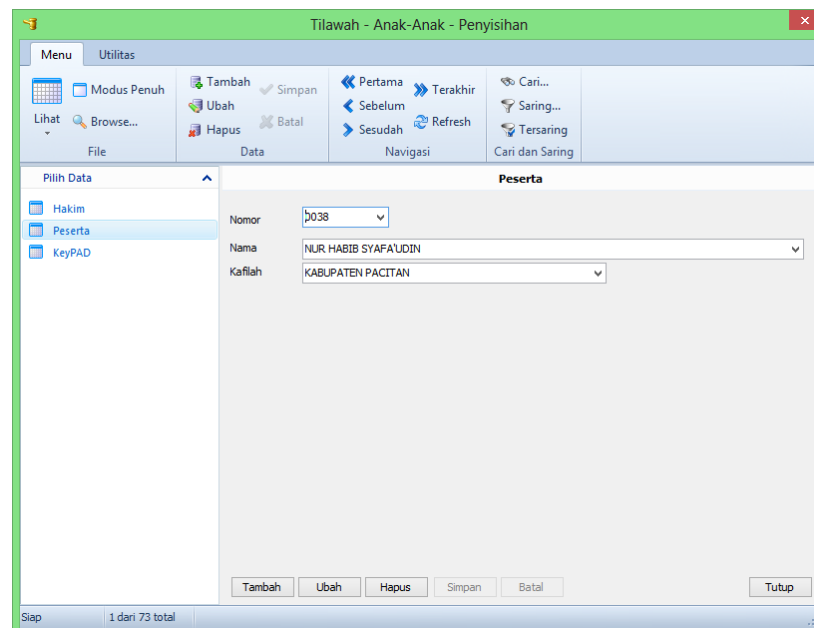 Tilawah - Anak-Anak - Penyisihan
Menu Utilitas
Lihat
Modus Penuh
Browse...
File
Tambah
Ubah
Hapus
Simpan
Batal
Data
Pertama
Sebelum
Sesudah
Terakhir
Refresh
Navigasi
Cari...
Saring...
Tersaring
Cari dan Saring
Pilih Data
Hakim
Peserta
KeyPAD
Peserta
Nomor 0038
Nama NUR HABIB SYAFA'UDIN
Kafilah KABUPATEN PACITAN
Tambah Ubah Hapus Simpan Batal Tutup
Siap 1 dari 73 total